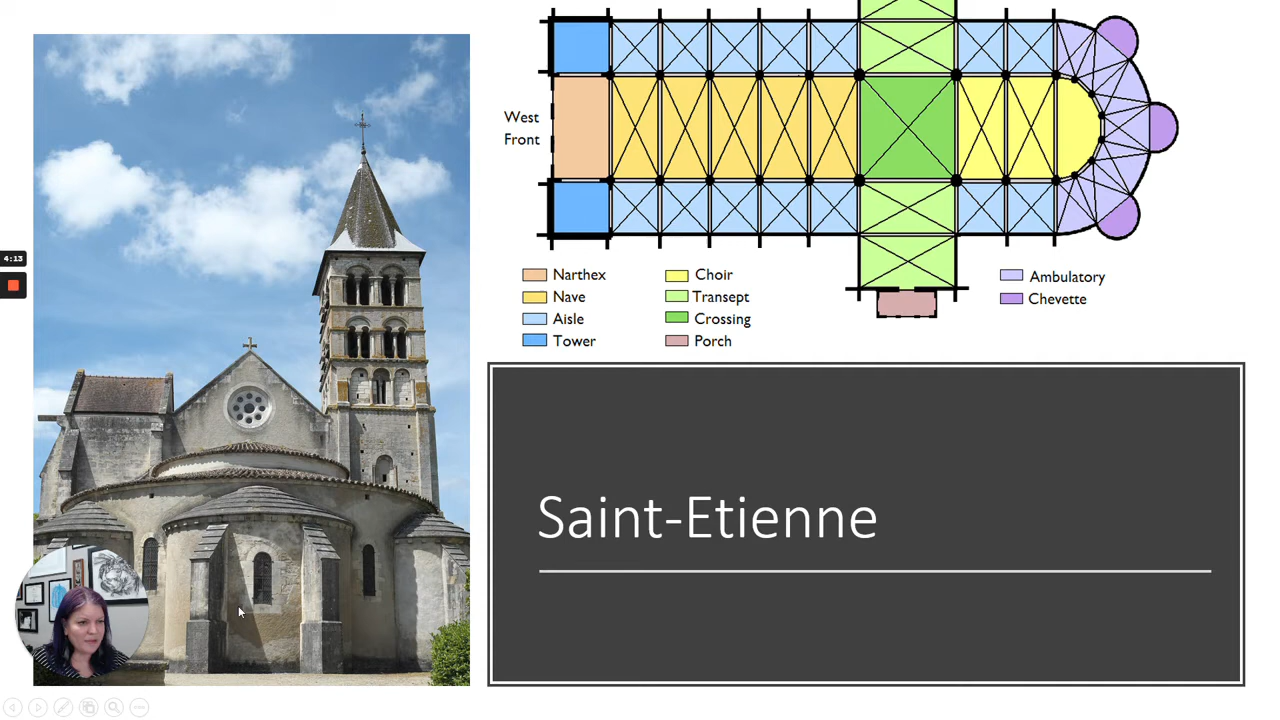 4:13
West
Front
Narthex
Nave
Aisle
Tower
Choir
Transept
Crossing
Porch
Ambulatory
Chevette
Saint-Etienne